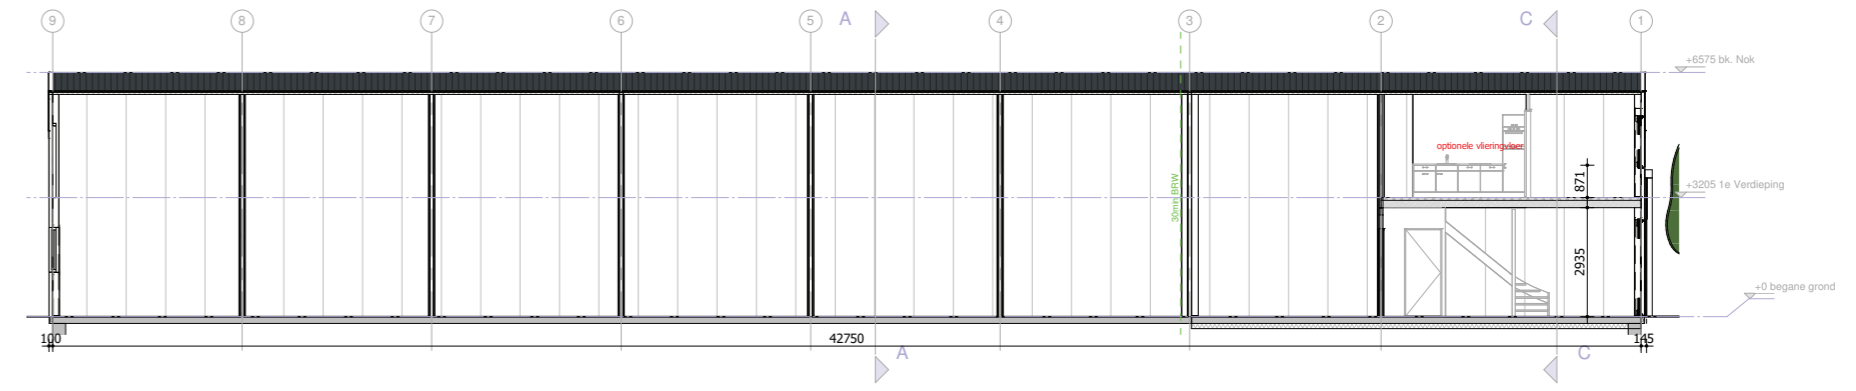 9 8 7 6 5 A 4 3 2 C 1
+6575 bk. Nok
optionele vlieringvloer
871
+3205 1e Verdieping
30min BRW
2935
+0 begane grond
100 42750 145
A C